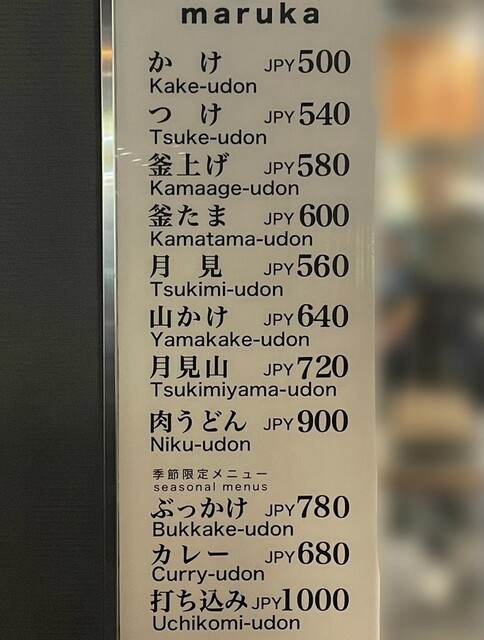 maruka
かけ JPY500
Kake-udon
つけ JPY540
Tsuke-udon
釜上げ JPY580
Kamaage-udon
釜たま JPY600
Kamatama-udon
月見 JPY560
Tsukimi-udon
山かけ JPY640
Yamakake-udon
月見山 JPY720
Tsukimiyama-udon
肉うどん JPY900
Niku-udon
季節限定メニュー
seasonal menus
ぶっかけ JPY780
Bukkake-udon
カレー JPY680
Curry-udon
打ち込み JPY1000
Uchikomi-udon